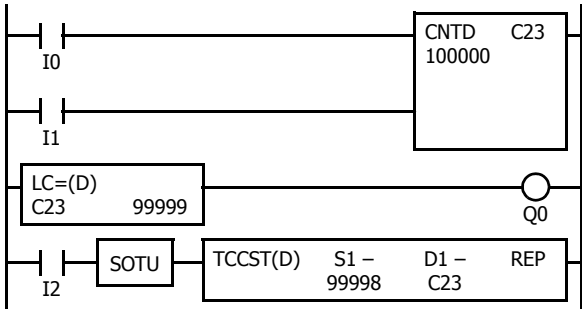 CNTD C23
100000
I0
I1
LC=(D)
C23 99999
Q0
SOTU
TCCST(D) S1 – D1 – REP
99998 C23
I2